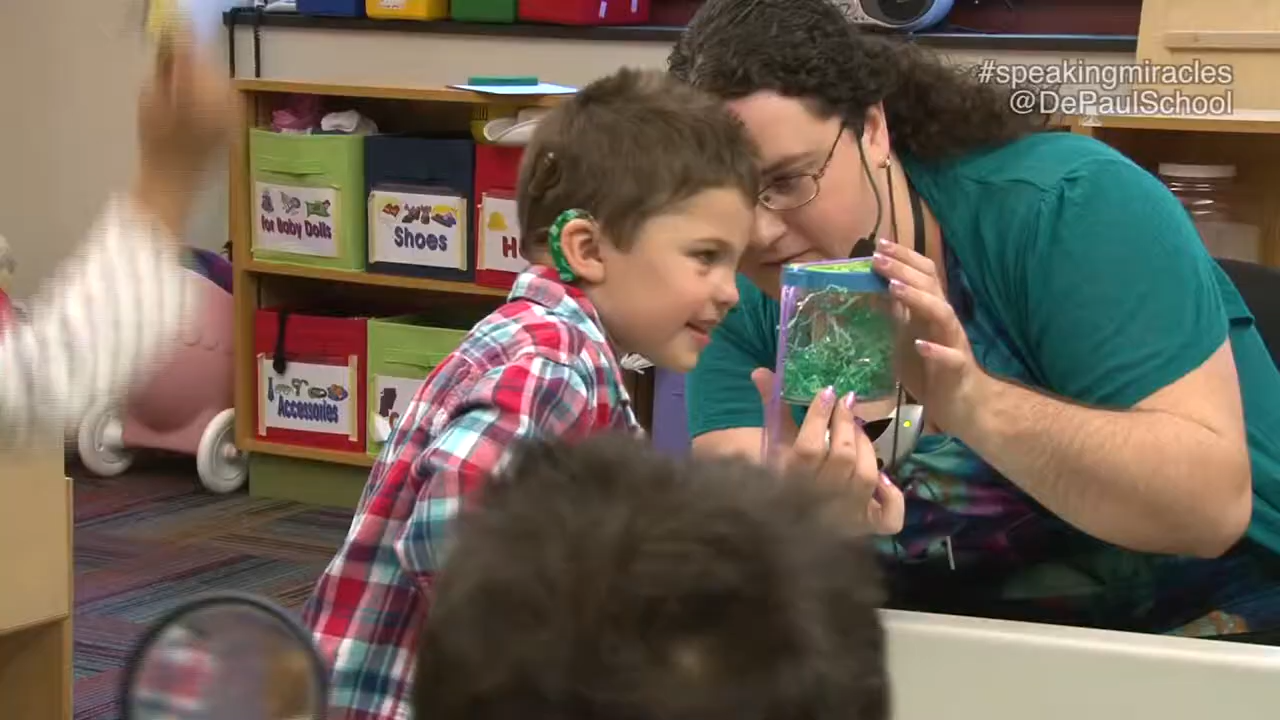 #speakingmiracles
@DePaulSchool
for Baby Dolls
Shoes
Accessories